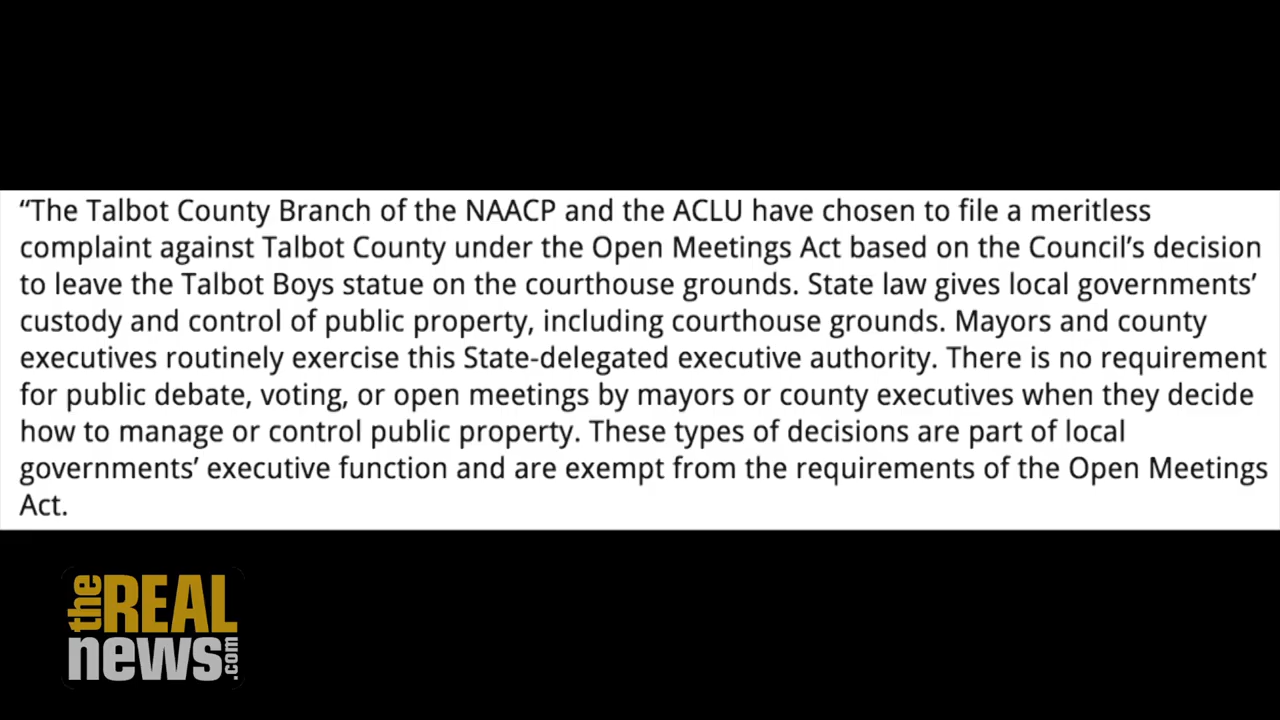 “The Talbot County Branch of the NAACP and the ACLU have chosen to file a meritless
complaint against Talbot County under the Open Meetings Act based on the Council’s decision
to leave the Talbot Boys statue on the courthouse grounds. State law gives local governments’
custody and control of public property, including courthouse grounds. Mayors and county
executives routinely exercise this State-delegated executive authority. There is no requirement
for public debate, voting, or open meetings by mayors or county executives when they decide
how to manage or control public property. These types of decisions are part of local
governments’ executive function and are exempt from the requirements of the Open Meetings
Act.
the REAL
news.com